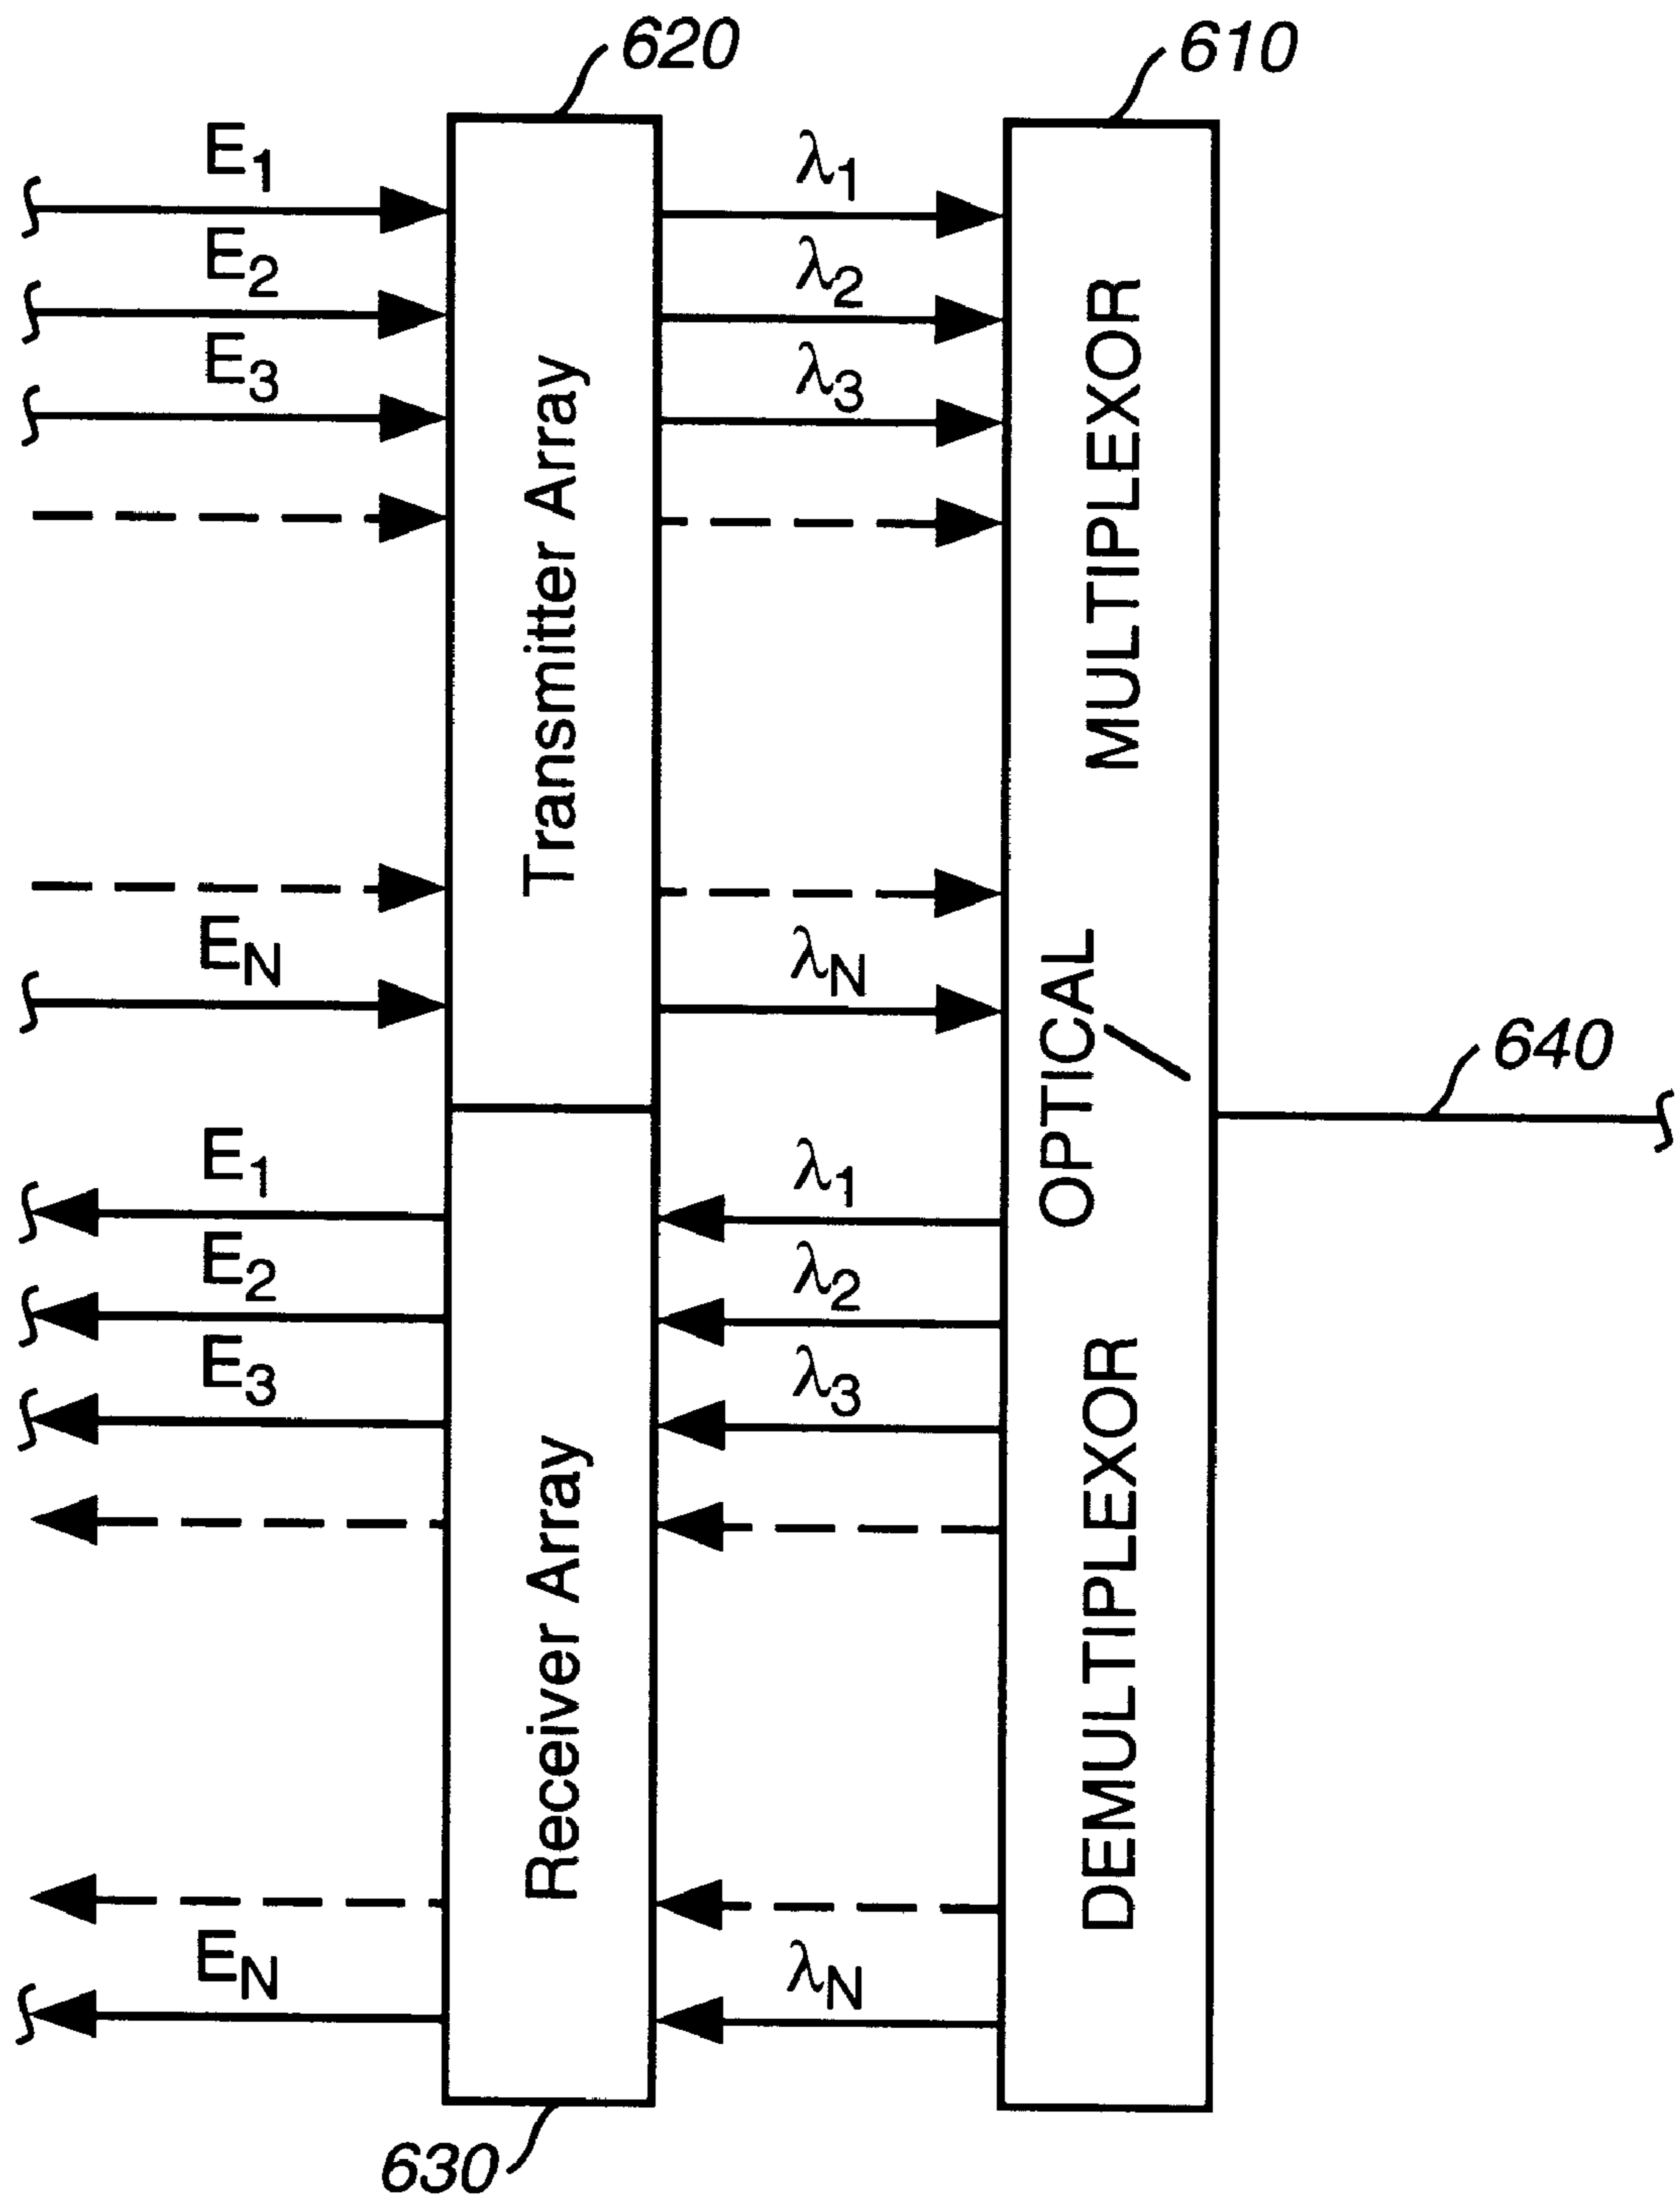 620
610
E1
λ1
E2
λ2
E3
λ3
Transmitter Array
MULTIPLEXOR
EN
λN
OPTICAL /
640
E1
λ1
E2
λ2
E3
λ3
Receiver Array
DEMULTIPLEXOR
EN
λN
630